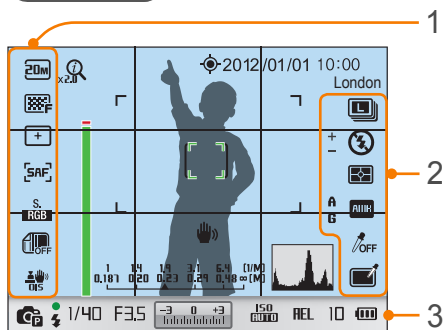 1
20M
x2.0
2012/01/01 10:00
London
F
L
+
−
2
SAF
S.
RGB
A
G
AWB
OFF
OFF
OIS
1 1.4 1.9 3.1 6.4 (1/M)
0.187 0.20 0.23 0.29 0.48 ∞ (M)
P 1/40 F3.5 −3 0 +3 ISO AUTO AEL 10 3